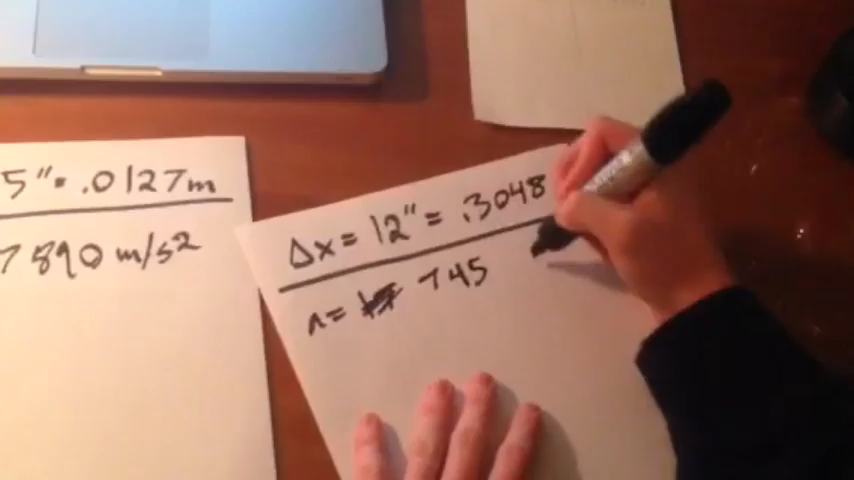 5" = .0127m
7890 m/s2
Δx = 12" = .3048
a = 745